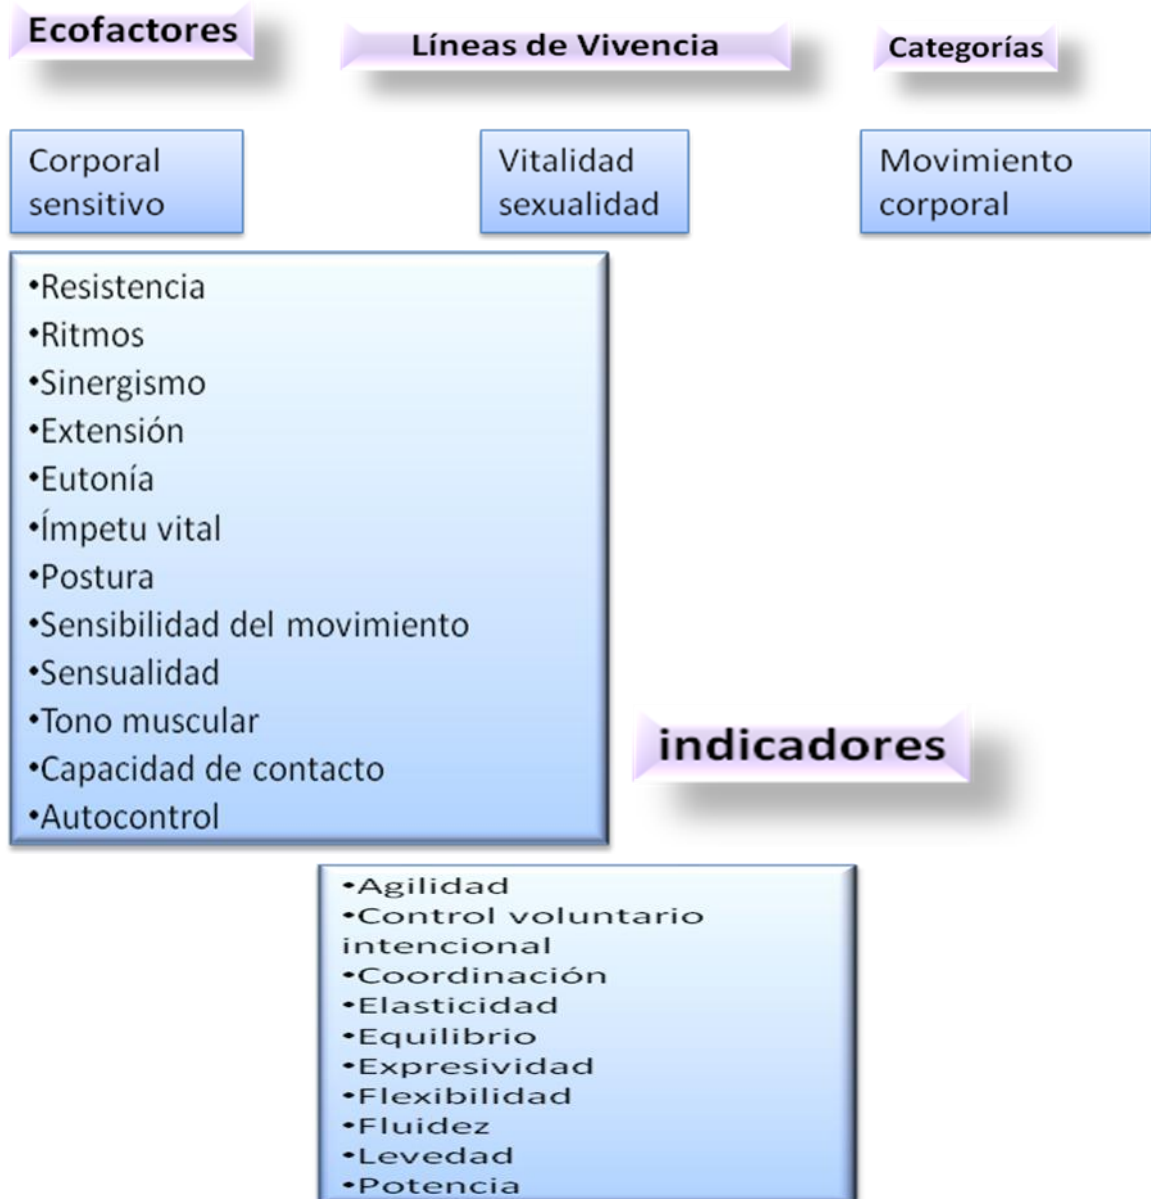 Ecofactores
Líneas de Vivencia
Categorías
Corporal
sensitivo
Vitalidad
sexualidad
Movimiento
corporal
•Resistencia
•Ritmos
•Sinergismo
•Extensión
•Eutonía
•Ímpetu vital
•Postura
•Sensibilidad del movimiento
•Sensualidad
•Tono muscular
•Capacidad de contacto
•Autocontrol
indicadores
•Agilidad
•Control voluntario
intencional
•Coordinación
•Elasticidad
•Equilibrio
•Expresividad
•Flexibilidad
•Fluidez
•Levedad
•Potencia